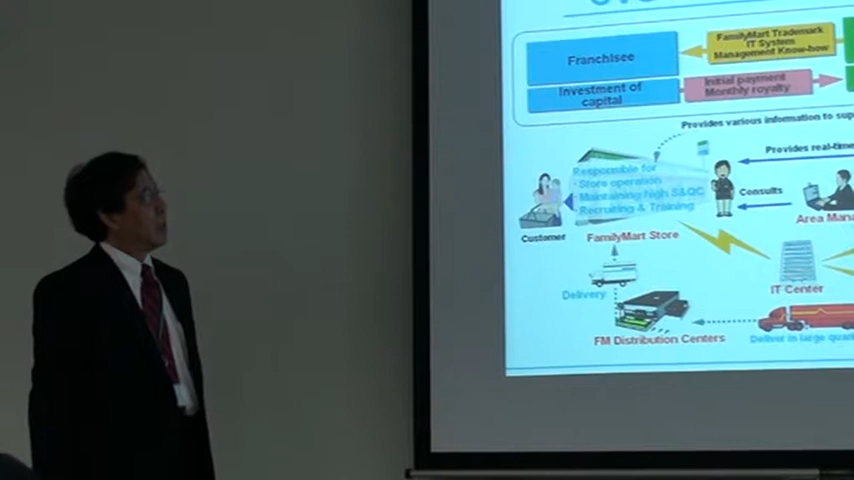 FamilyMart Trademark
IT System
Management Know-how
Franchisee
Investment of
capital
Initial payment
Monthly royalty
Provides various information to sup
Provides real-time
Responsible for
・Store operation
・Maintaining high S&QC
・Recruiting & Training
Consults
Area Mana
Customer
FamilyMart Store
IT Center
Delivery
FM Distribution Centers
Deliver in large quan